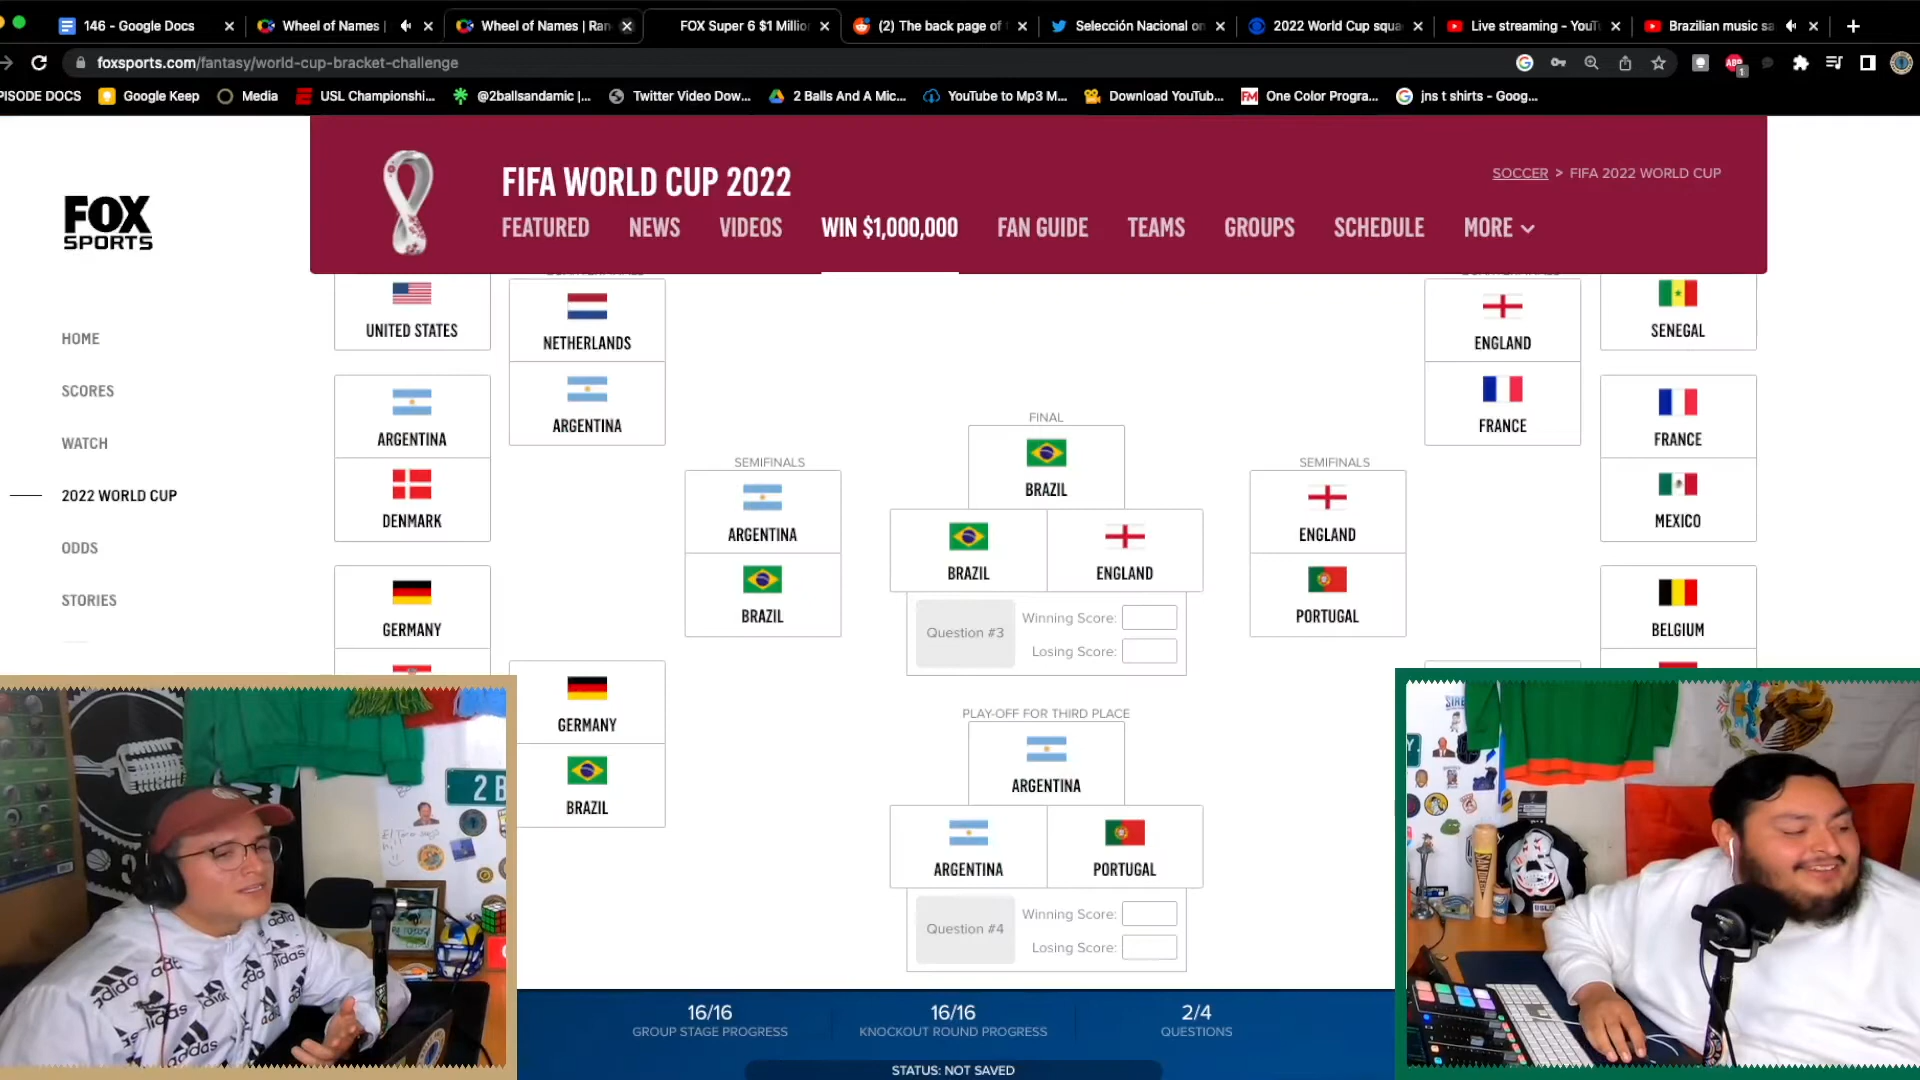 146 - Google Docs
Wheel of Names |
Wheel of Names | Ran
FOX Super 6 $1 Millio
(2) The back page of
Selección Nacional on
2022 World Cup squa
Live streaming - YouTu
Brazilian music sa
foxsports.com/fantasy/world-cup-bracket-challenge
PISODE DOCS
Google Keep
Media
USL Championshi...
@2ballsandamic |...
Twitter Video Dow...
2 Balls And A Mic...
YouTube to Mp3 M...
Download YouTub...
One Color Progra...
jns t shirts - Goog...
FOX
SPORTS
FIFA WORLD CUP 2022
SOCCER > FIFA 2022 WORLD CUP
FEATURED
NEWS
VIDEOS
WIN $1,000,000
FAN GUIDE
TEAMS
GROUPS
SCHEDULE
MORE
HOME
SCORES
WATCH
2022 WORLD CUP
ODDS
STORIES
UNITED STATES
ARGENTINA
DENMARK
GERMANY
NETHERLANDS
ARGENTINA
GERMANY
BRAZIL
SEMIFINALS
ARGENTINA
BRAZIL
FINAL
BRAZIL
BRAZIL
ENGLAND
Question #3
Winning Score:
Losing Score:
PLAY-OFF FOR THIRD PLACE
ARGENTINA
ARGENTINA
PORTUGAL
Question #4
Winning Score:
Losing Score:
SEMIFINALS
ENGLAND
PORTUGAL
ENGLAND
FRANCE
SENEGAL
FRANCE
MEXICO
BELGIUM
2 B
adidas
16/16
GROUP STAGE PROGRESS
16/16
KNOCKOUT ROUND PROGRESS
2/4
QUESTIONS
STATUS: NOT SAVED